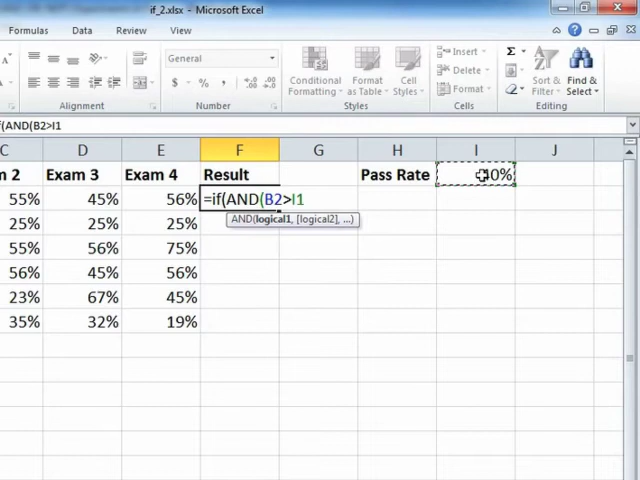 if_2.xlsx - Microsoft Excel
Formulas Data Review View
General
Conditional Formatting Format as Table Cell Styles
Insert
Delete
Format
Sort & Filter Find & Select
Number Styles Cells Editing
if(AND(B2>I1
C D E F G H I J
m 2 Exam 3 Exam 4 Result Pass Rate 40%
55% 45% 56% =if(AND(B2>I1
25% 25% 25% AND(logical1, [logical2], ...)
55% 56% 75%
56% 45% 56%
23% 67% 45%
35% 32% 19%